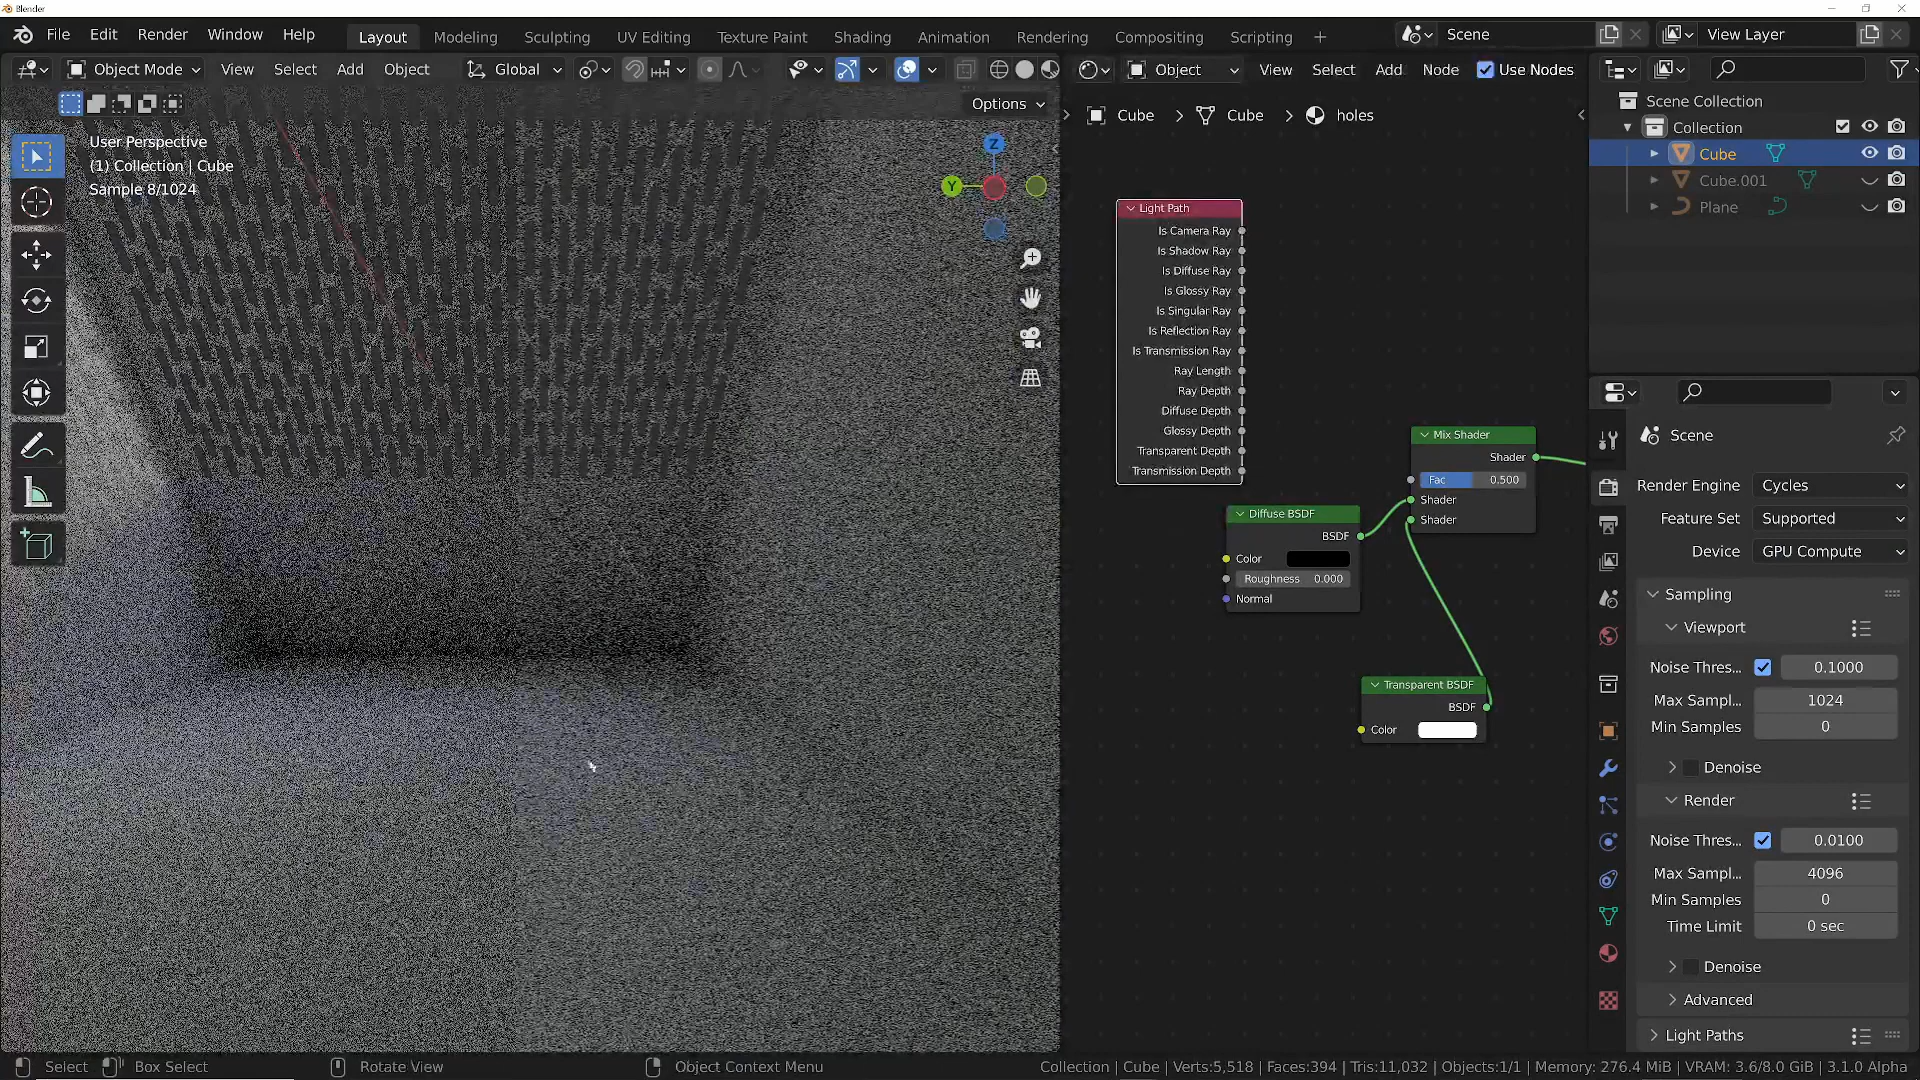 Blender
File Edit Render Window Help Layout Modeling Sculpting UV Editing Texture Paint Shading Animation Rendering Compositing Scripting + Scene View Layer
Object Mode View Select Add Object Global Object View Select Add Node Use Nodes
Options
User Perspective
(1) Collection | Cube
Sample 8/1024
Z
Y
Cube > Cube > holes
Light Path
Is Camera Ray
Is Shadow Ray
Is Diffuse Ray
Is Glossy Ray
Is Singular Ray
Is Reflection Ray
Is Transmission Ray
Ray Length
Ray Depth
Diffuse Depth
Glossy Depth
Transparent Depth
Transmission Depth
Mix Shader
Shader
Fac 0.500
Shader
Shader
Diffuse BSDF
BSDF
Color
Roughness 0.000
Normal
Transparent BSDF
BSDF
Color
Scene Collection
Collection
Cube
Cube.001
Plane
Scene
Render Engine Cycles
Feature Set Supported
Device GPU Compute
Sampling
Viewport
Noise Thres... 0.1000
Max Sampl... 1024
Min Samples 0
Denoise
Render
Noise Thres... 0.0100
Max Sampl... 4096
Min Samples 0
Time Limit 0 sec
Denoise
Advanced
Light Paths
Select Box Select Rotate View Object Context Menu Collection | Cube | Verts:5,518 | Faces:394 | Tris:11,032 | Objects:1/1 | Memory: 276.4 MiB | VRAM: 3.6/8.0 GiB | 3.1.0 Alpha